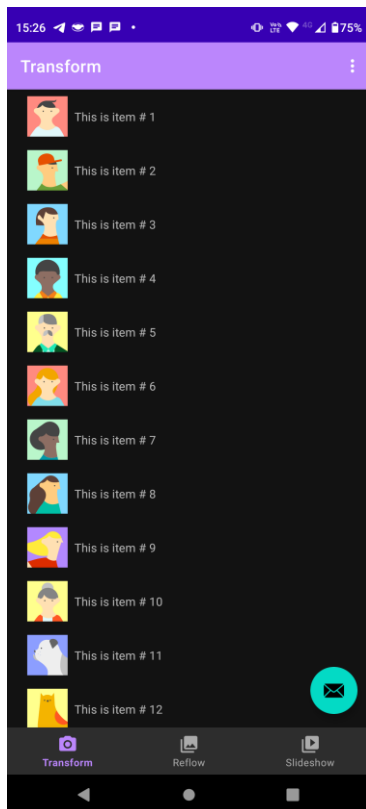 15:26 VoLTE 4G 75%
Transform
This is item # 1
This is item # 2
This is item # 3
This is item # 4
This is item # 5
This is item # 6
This is item # 7
This is item # 8
This is item # 9
This is item # 10
This is item # 11
This is item # 12
Transform Reflow Slideshow